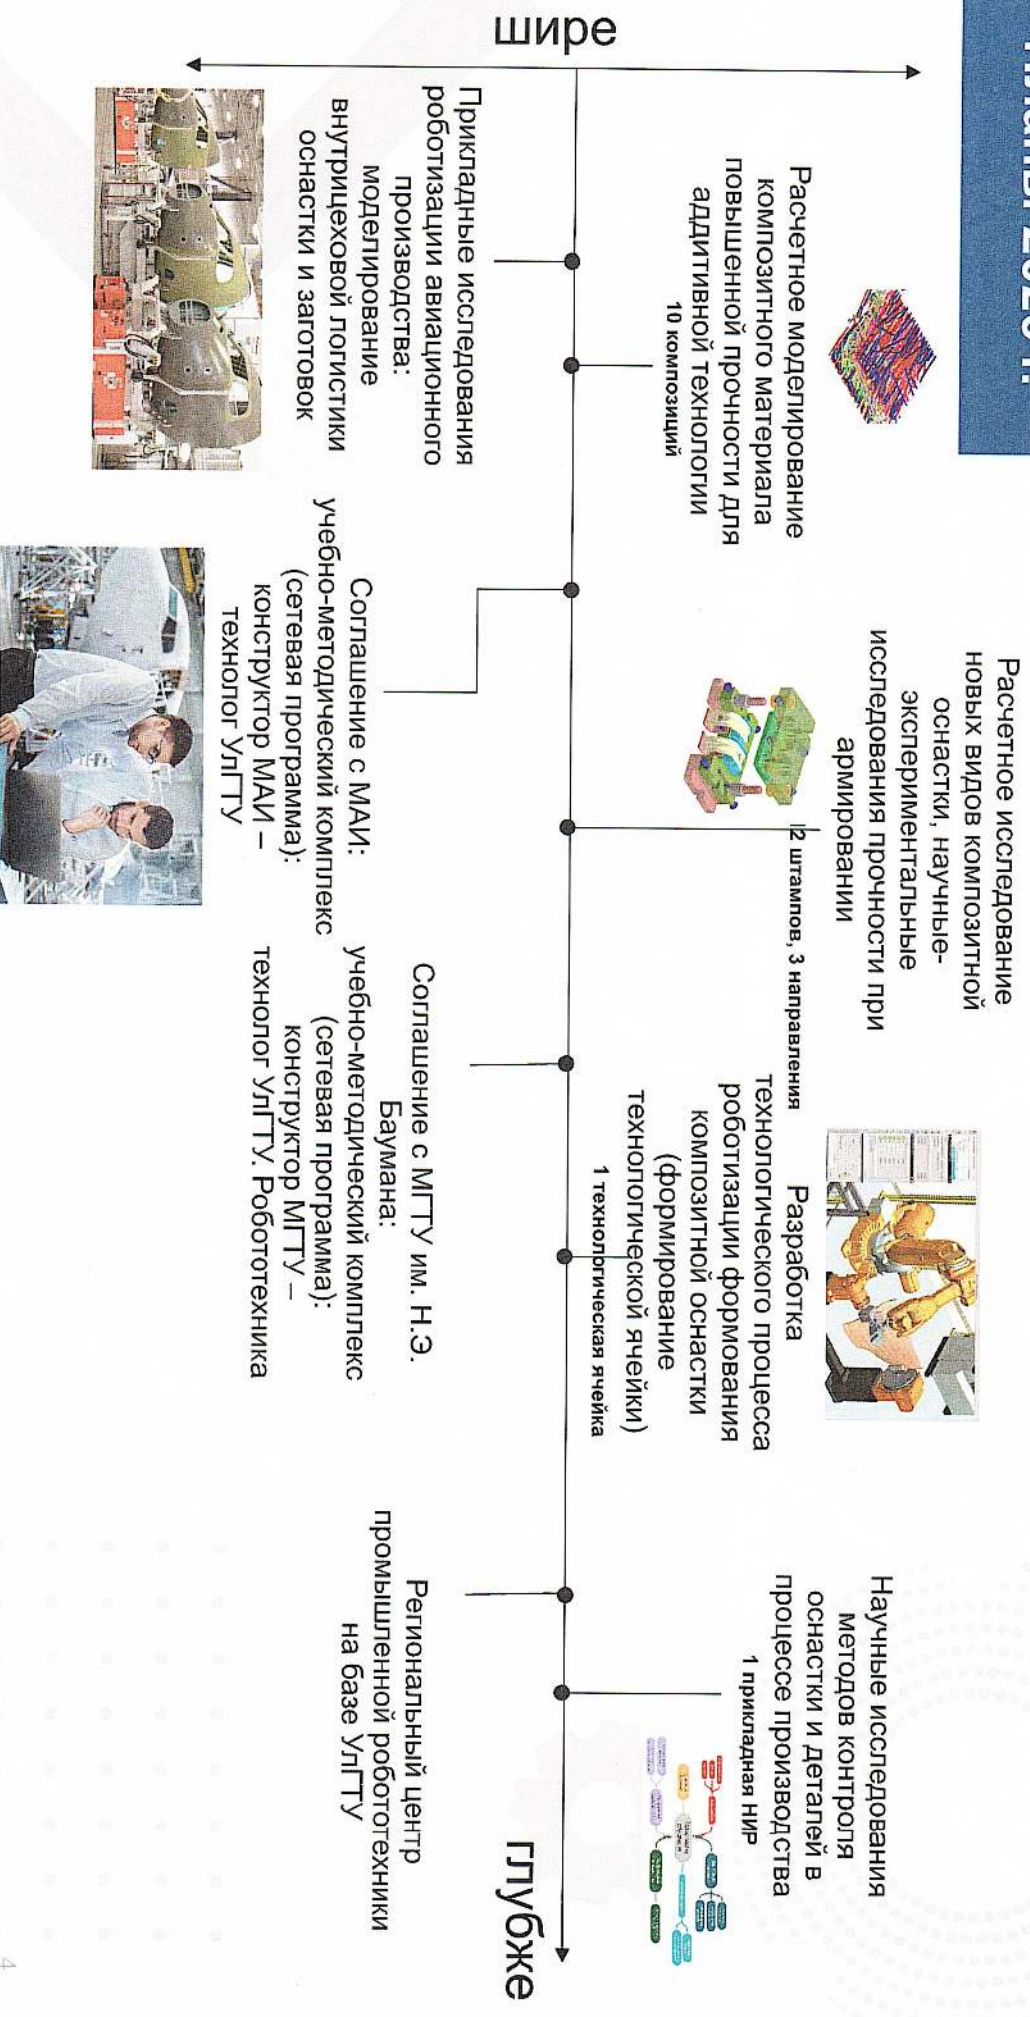 шире
Расчетное моделирование
композитного материала
повышенной прочности для
аддитивной технологии
10 композиций
Расчетное исследование
новых видов композитной
оснастки, научные-
экспериментальные
исследования прочности при
армировании
2 штампов, 3 направления
Разработка
технологического процесса
роботизации формования
композитной оснастки
(формирование
технологической ячейки)
1 технологическая ячейка
Научные исследования
методов контроля
оснастки и деталей в
процессе производства
1 прикладная НИР
глубже
Прикладные исследования
роботизации авиационного
производства:
моделирование
внутрицеховой логистики
оснастки и заготовок
Соглашение с МАИ:
учебно-методический комплекс
(сетевая программа):
конструктор МАИ –
технолог УлГТУ
Соглашение с МГТУ им. Н.Э.
Баумана:
учебно-методический комплекс
(сетевая программа):
конструктор МГТУ –
технолог УлГТУ. Робототехника
Региональный центр
промышленной робототехники
на базе УлГТУ
4